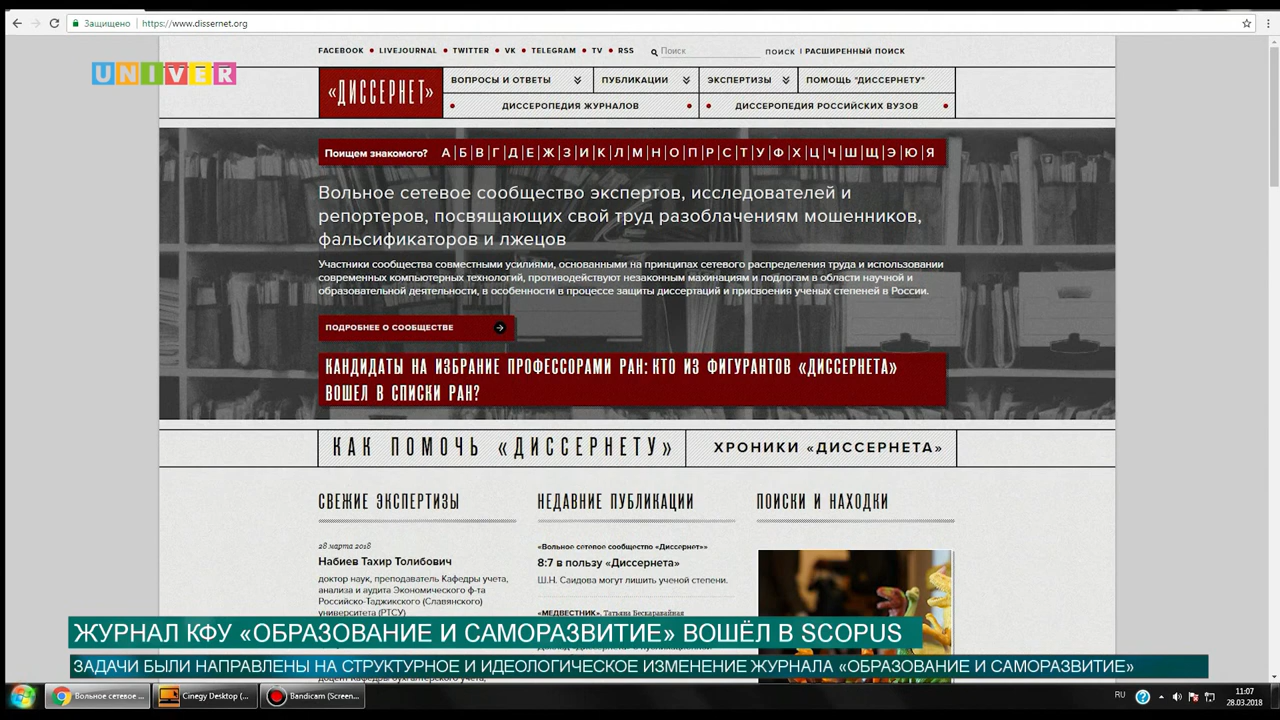 Защищено
https://www.dissernet.org
FACEBOOK • LIVEJOURNAL • TWITTER • VK • TELEGRAM • TV • RSS
Поиск
ПОИСК | РАСШИРЕННЫЙ ПОИСК
UNIVER
«ДИССЕРНЕТ»
ВОПРОСЫ И ОТВЕТЫ
ПУБЛИКАЦИИ
ЭКСПЕРТИЗЫ
ПОМОЩЬ "ДИССЕРНЕТУ"
ДИССЕРОПЕДИЯ ЖУРНАЛОВ
ДИССЕРОПЕДИЯ РОССИЙСКИХ ВУЗОВ
Поищем знакомого? А|Б|В|Г|Д|Е|Ж|З|И|К|Л|М|Н|О|П|Р|С|Т|У|Ф|Х|Ц|Ч|Ш|Щ|Э|Ю|Я
Вольное сетевое сообщество экспертов, исследователей и
репортеров, посвящающих свой труд разоблачениям мошенников,
фальсификаторов и лжецов
Участники сообщества совместными усилиями, основанными на принципах сетевого распределения труда и использовании
современных компьютерных технологий, противодействуют незаконным махинациям и подлогам в области научной и
образовательной деятельности, в особенности в процессе защиты диссертаций и присвоения ученых степеней в России.
ПОДРОБНЕЕ О СООБЩЕСТВЕ
КАНДИДАТЫ НА ИЗБРАНИЕ ПРОФЕССОРАМИ РАН: КТО ИЗ ФИГУРАНТОВ «ДИССЕРНЕТА»
ВОШЕЛ В СПИСКИ РАН?
КАК ПОМОЧЬ «ДИССЕРНЕТУ»
ХРОНИКИ «ДИССЕРНЕТА»
СВЕЖИЕ ЭКСПЕРТИЗЫ
28 марта 2018
Набиев Тахир Толибович
доктор наук, преподаватель Кафедры учета,
анализа и аудита Экономического ф-та
Российско-Таджикского (Славянского)
университета (РТСУ)
НЕДАВНИЕ ПУБЛИКАЦИИ
«Вольное сетевое сообщество «Диссернет»»
8:7 в пользу «Диссернета»
Ш.Н. Саидова могут лишить ученой степени.
«МЕДВЕСТНИК», Татьяна Бескаравайная
ПОИСКИ И НАХОДКИ
ЖУРНАЛ КФУ «ОБРАЗОВАНИЕ И САМОРАЗВИТИЕ» ВОШЁЛ В SCOPUS
ЗАДАЧИ БЫЛИ НАПРАВЛЕНЫ НА СТРУКТУРНОЕ И ИДЕОЛОГИЧЕСКОЕ ИЗМЕНЕНИЕ ЖУРНАЛА «ОБРАЗОВАНИЕ И САМОРАЗВИТИЕ»
Вольное сетевое ...
Cinegy Desktop (...
Bandicam (Screen...
RU
11:07
28.03.2018